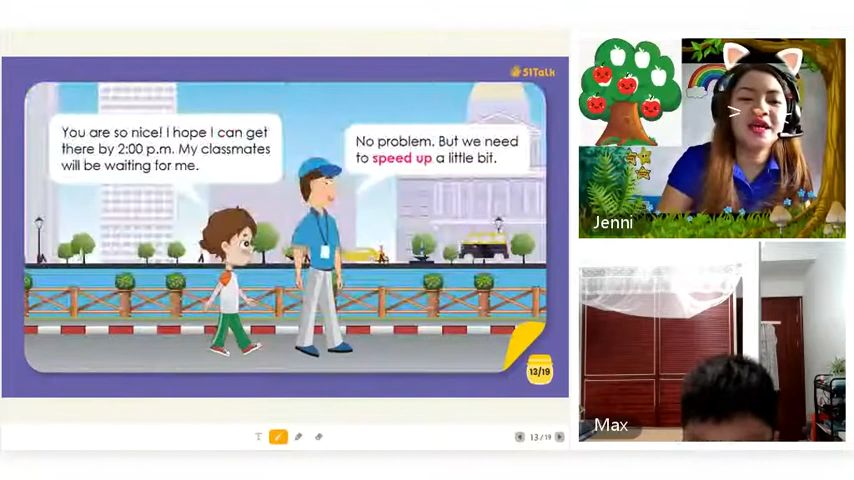 51Talk
You are so nice! I hope I can get
there by 2:00 p.m. My classmates
will be waiting for me.
No problem. But we need
to speed up a little bit.
13/19
T
13/19
Jenni
Max